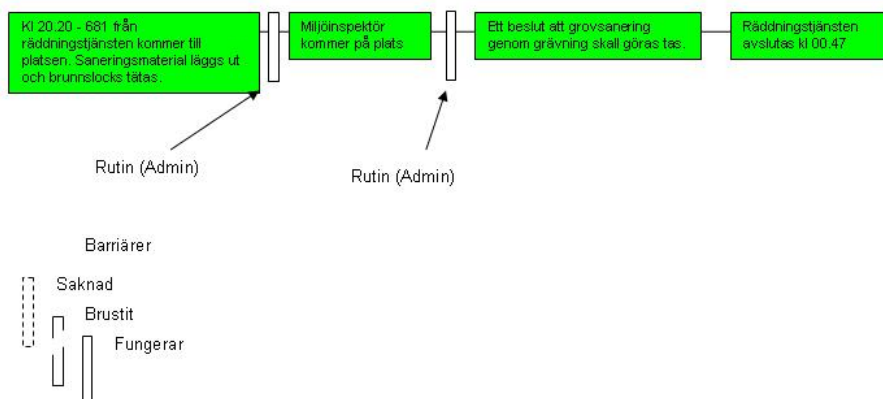 Kl 20.20 - 681 från
räddningstjänsten kommer till
platsen. Saneringsmaterial läggs ut
och brunnslocks tätas.
Miljöinspektör
kommer på plats
Ett beslut att grovsanering
genom grävning skall göras tas.
Räddningstjänsten
avslutas kl 00.47
Rutin (Admin)
Rutin (Admin)
Barriärer
Saknad
Brustit
Fungerar